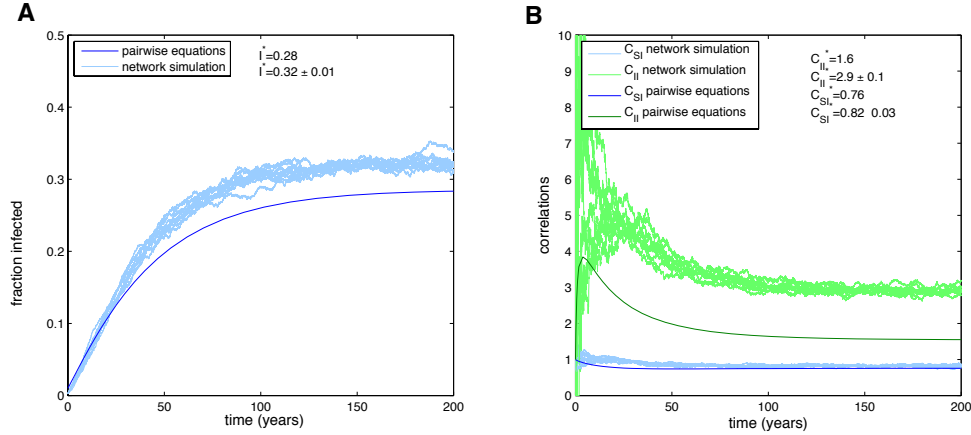 A
0.5
0.4
0.3
0.2
0.1
0
0
50
100
150
200
time (years)
fraction infected
pairwise equations
network simulation
I*=0.28
I*=0.32 ± 0.01
B
10
9
8
7
6
5
4
3
2
1
0
0
50
100
150
200
time (years)
correlations
C_SI network simulation
C_II network simulation
C_SI pairwise equations
C_II pairwise equations
C_II*=1.6
C_II*=2.9 ± 0.1
C_SI*=0.76
C_SI*=0.82 0.03